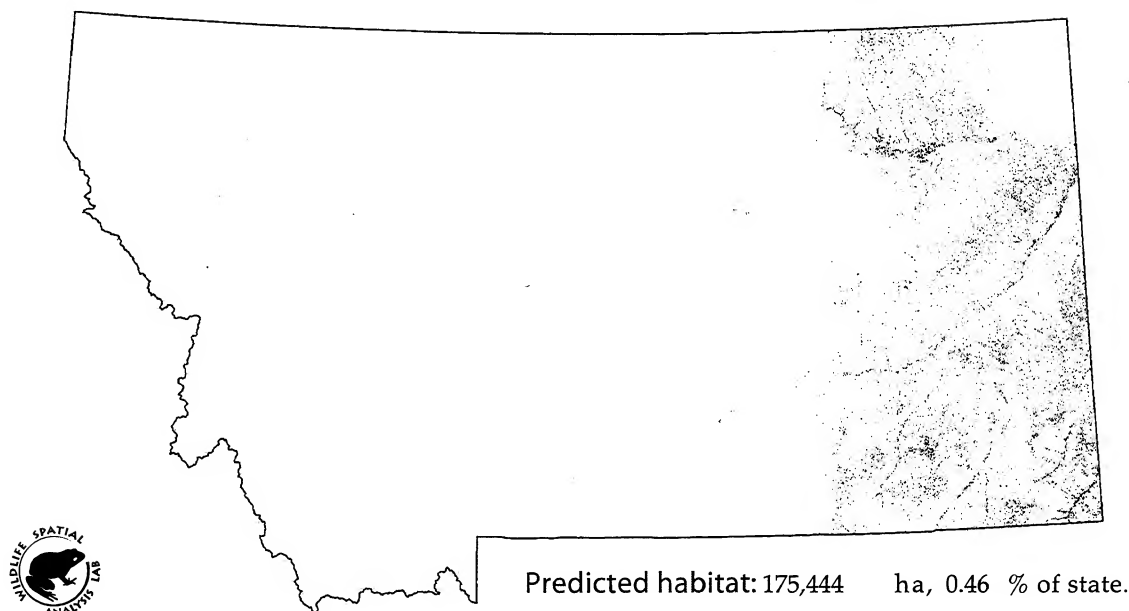 WILDLIFE SPATIAL ANALYSIS LAB
Predicted habitat: 175,444 ha, 0.46 % of state.